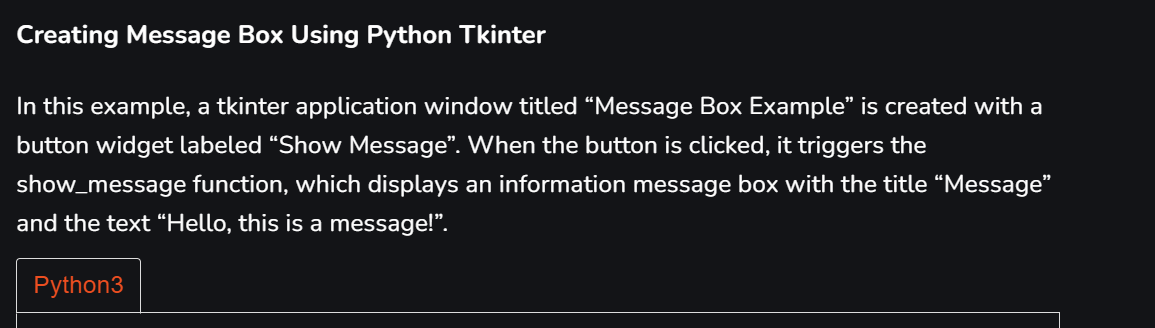 Creating Message Box Using Python Tkinter
In this example, a tkinter application window titled “Message Box Example” is created with a
button widget labeled “Show Message”. When the button is clicked, it triggers the
show_message function, which displays an information message box with the title “Message”
and the text “Hello, this is a message!”.
Python3